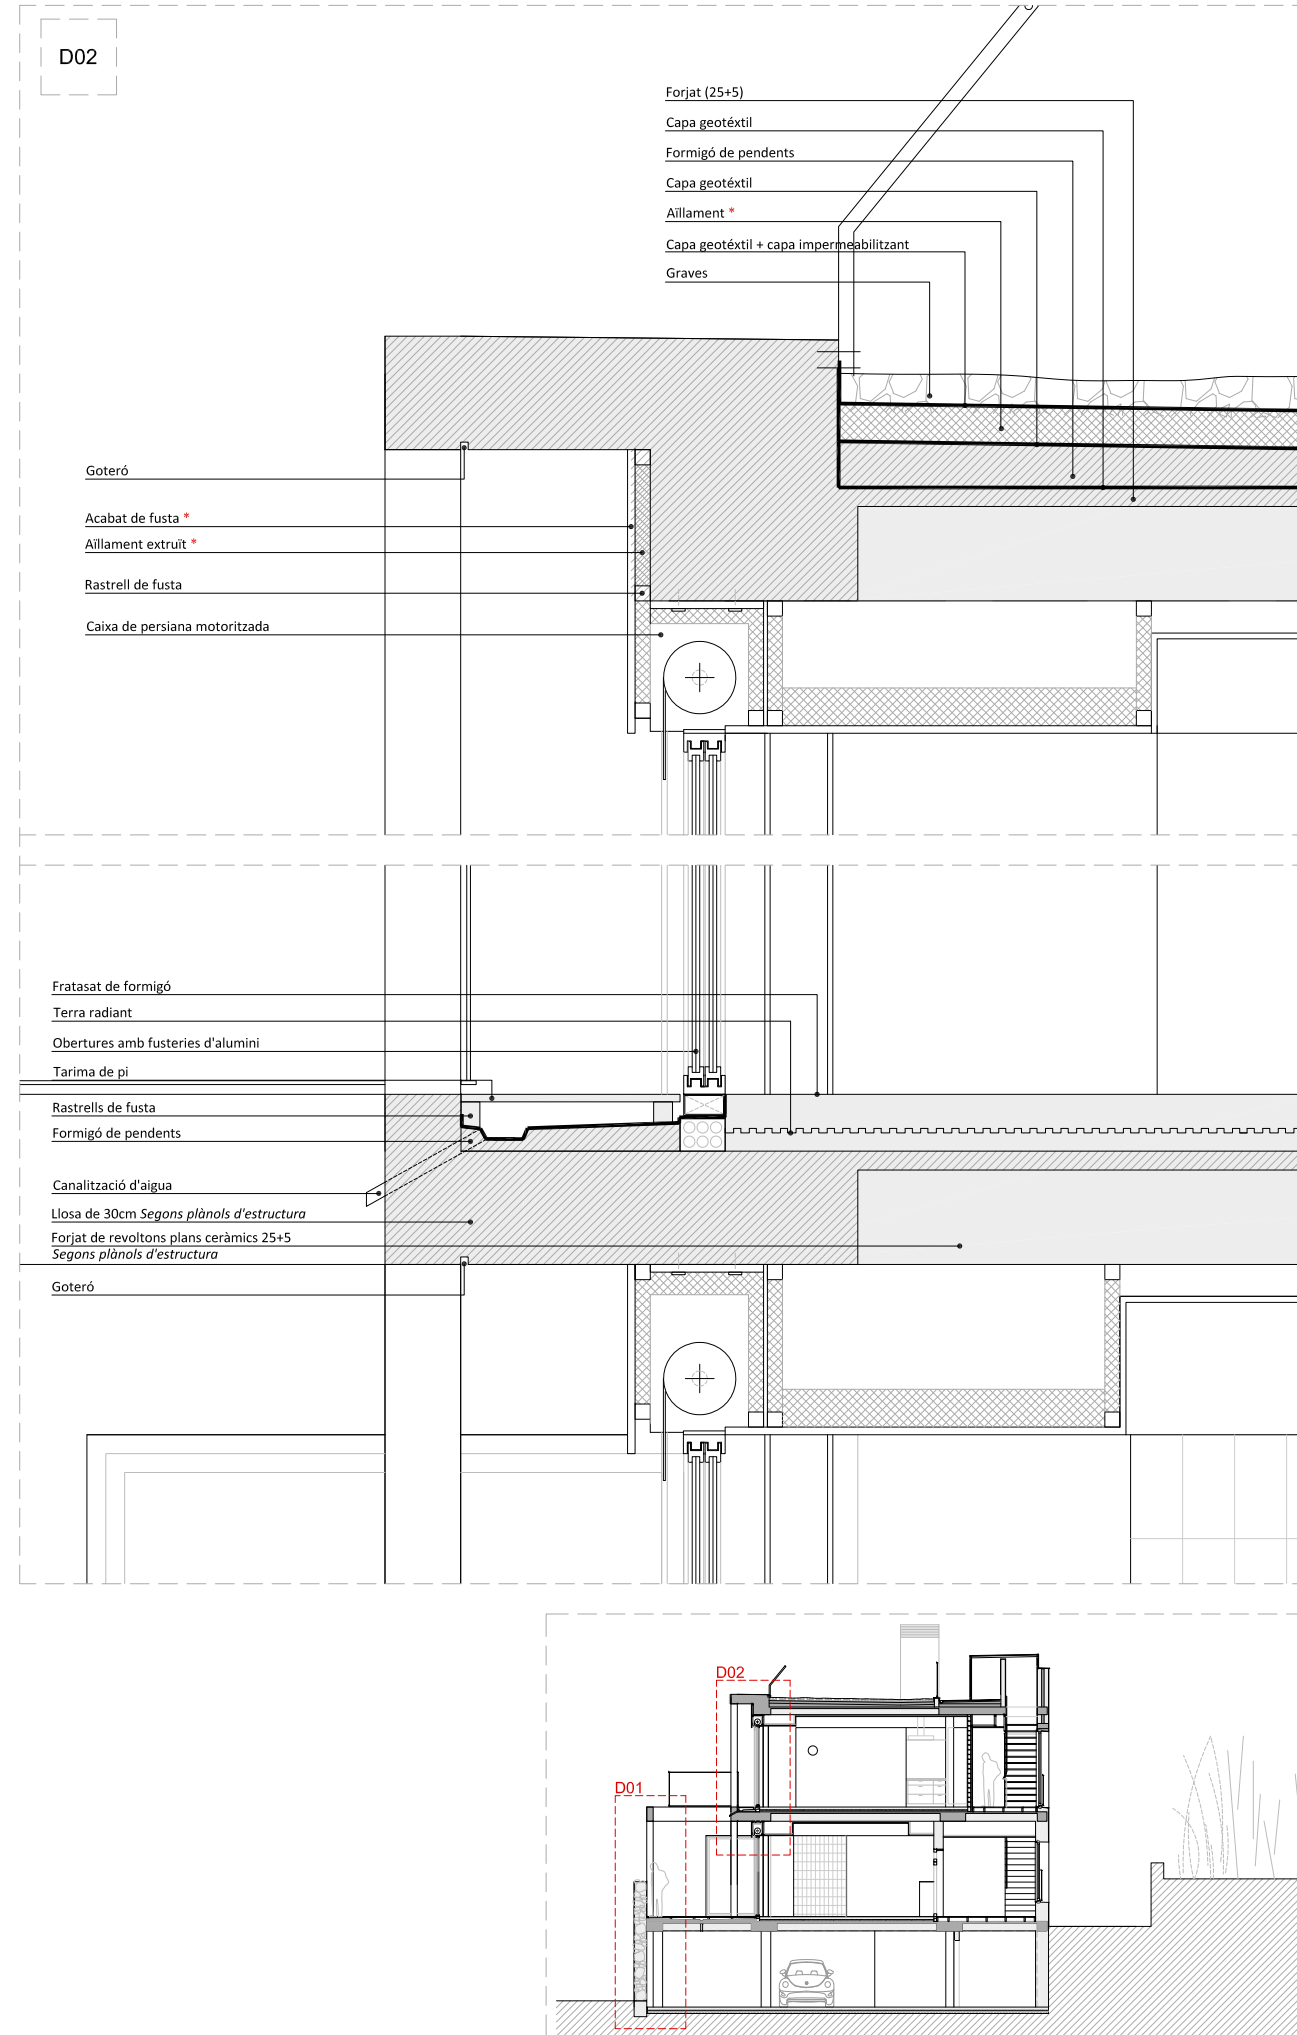 D02
Forjat (25+5)
Capa geotéxtil
Formigó de pendents
Capa geotéxtil
Aïllament *
Capa geotéxtil + capa impermeabilitzant
Graves
Goteró
Acabat de fusta *
Aïllament extruït *
Rastrell de fusta
Caixa de persiana motoritzada
Fratasat de formigó
Terra radiant
Obertures amb fusteries d'alumini
Tarima de pi
Rastrells de fusta
Formigó de pendents
Canalització d'aigua
Llosa de 30cm Segons plànols d'estructura
Forjat de revoltons plans ceràmics 25+5
Segons plànols d'estructura
Goteró
D02
D01